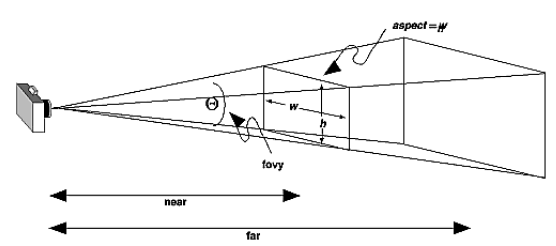 aspect = w/h
Θ
w
h
fovy
near
far